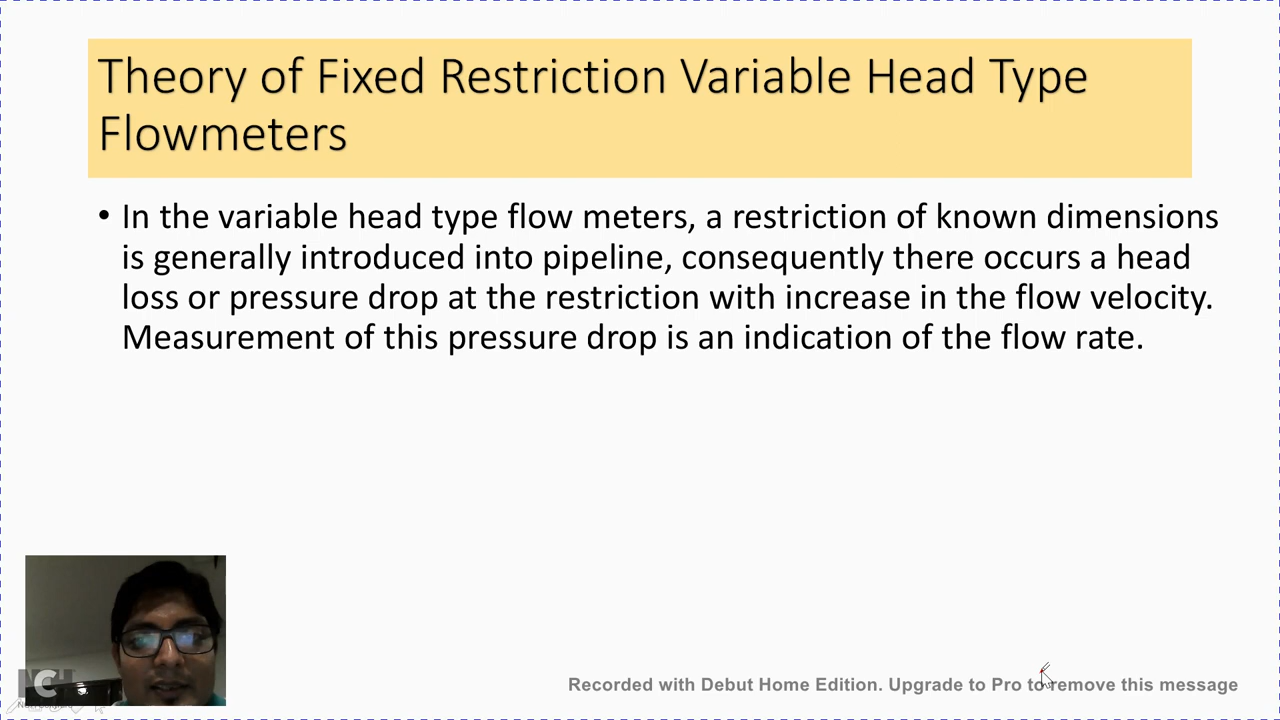 Theory of Fixed Restriction Variable Head Type
Flowmeters
• In the variable head type flow meters, a restriction of known dimensions
is generally introduced into pipeline, consequently there occurs a head
loss or pressure drop at the restriction with increase in the flow velocity.
Measurement of this pressure drop is an indication of the flow rate.
Recorded with Debut Home Edition. Upgrade to Pro to remove this message